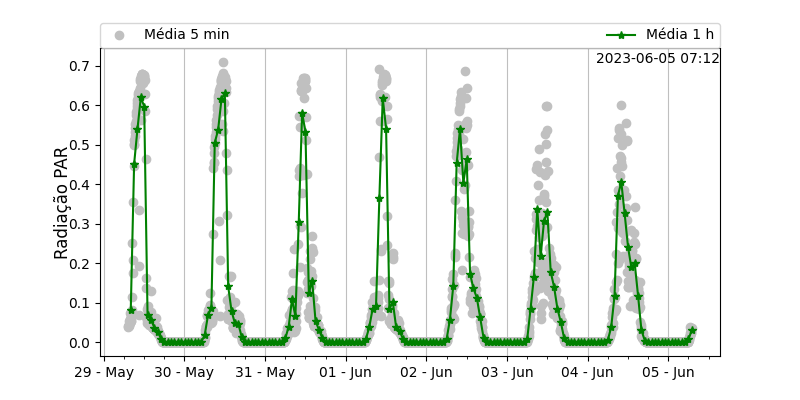 Média 5 min
Média 1 h
2023-06-05 07:12
Radiação PAR
0.7
0.6
0.5
0.4
0.3
0.2
0.1
0.0
29 - May
30 - May
31 - May
01 - Jun
02 - Jun
03 - Jun
04 - Jun
05 - Jun